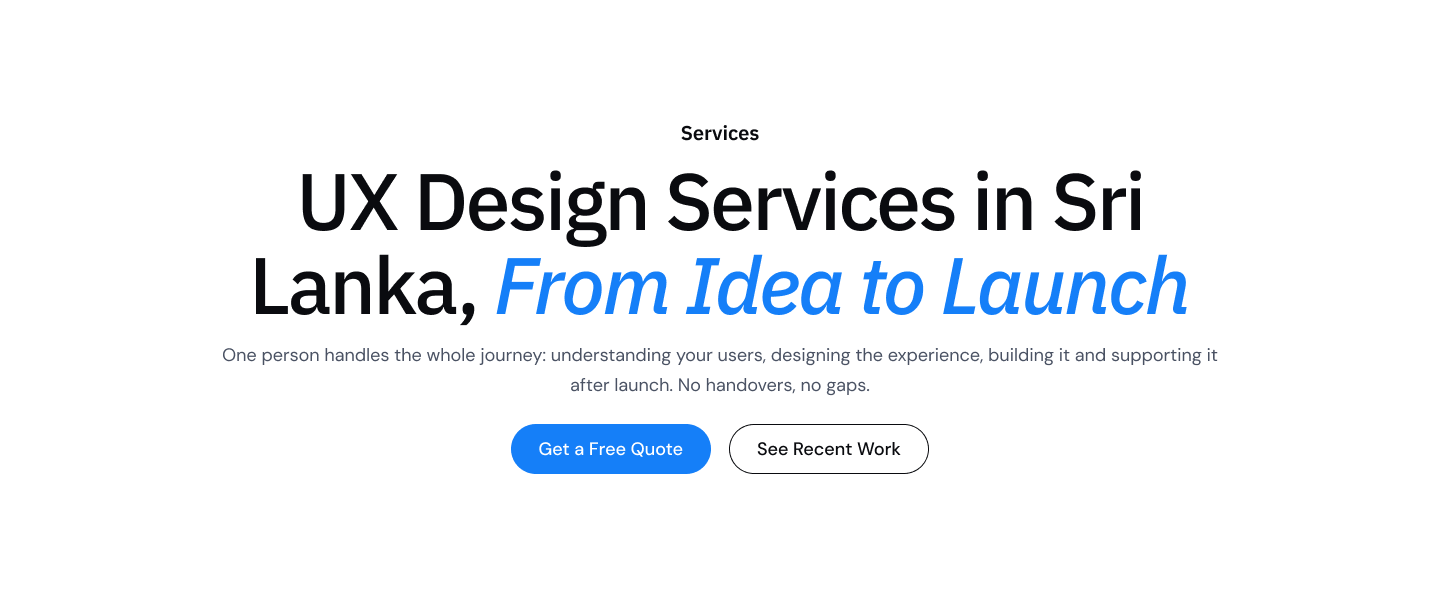 Services
UX Design Services in Sri
Lanka, From Idea to Launch
One person handles the whole journey: understanding your users, designing the experience, building it and supporting it
after launch. No handovers, no gaps.
Get a Free Quote
See Recent Work